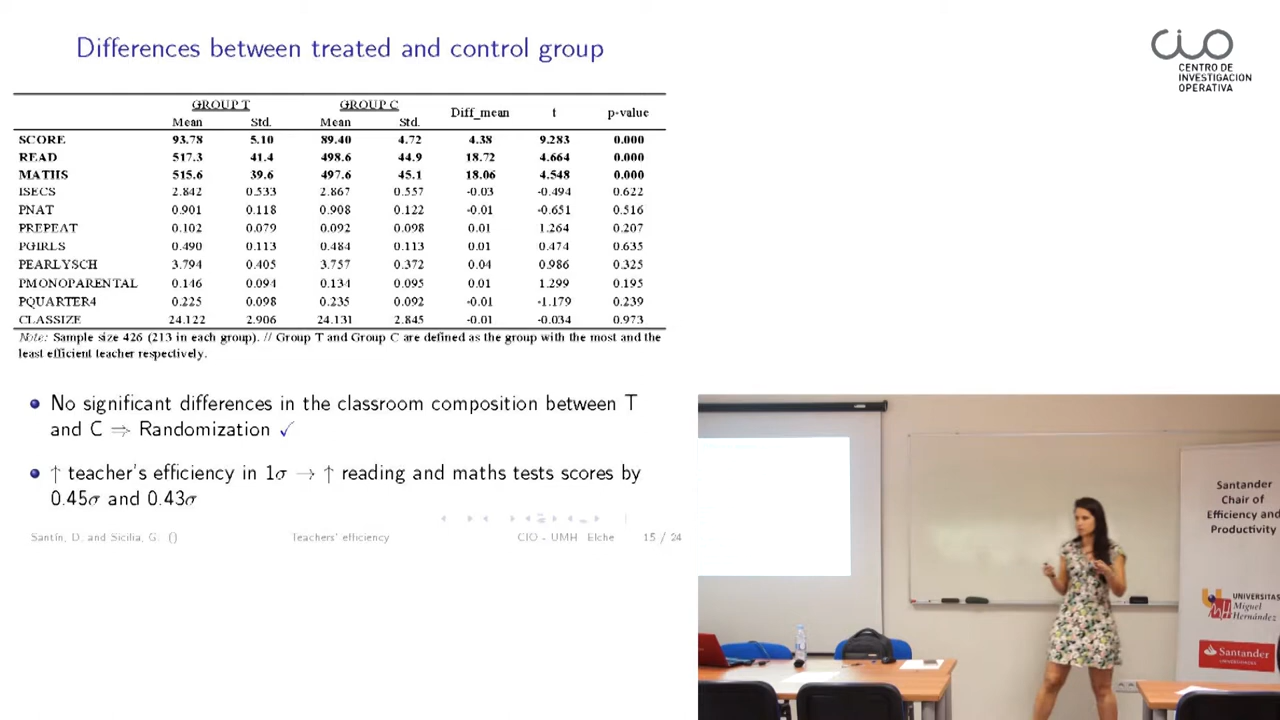 Differences between treated and control group
GROUP T GROUP C Diff_mean t p-value
Mean Std. Mean Std.
SCORE 93.78 5.10 89.40 4.72 4.38 9.283 0.000
READ 517.3 41.4 498.6 44.9 18.72 4.664 0.000
MATHS 515.6 39.6 497.6 45.1 18.06 4.548 0.000
ISECS 2.842 0.533 2.867 0.557 -0.03 -0.494 0.622
PNAT 0.901 0.118 0.908 0.122 -0.01 -0.651 0.516
PREPEAT 0.102 0.079 0.092 0.098 0.01 1.264 0.207
PGIRLS 0.490 0.113 0.484 0.113 0.01 0.474 0.635
PEARLYSCH 3.794 0.405 3.757 0.372 0.04 0.986 0.325
PMONOPARENTAL 0.146 0.094 0.134 0.095 0.01 1.299 0.195
PQUARTER4 0.225 0.098 0.235 0.092 -0.01 -1.179 0.239
CLASSIZE 24.122 2.906 24.131 2.845 -0.01 -0.034 0.973
Note: Sample size 426 (213 in each group). // Group T and Group C are defined as the group with the most and the
least efficient teacher respectively.
No significant differences in the classroom composition between T
and C ⇒ Randomization ✓
↑ teacher's efficiency in 1σ → ↑ reading and maths tests scores by
0.45σ and 0.43σ
Santín, D. and Sicilia, G. () Teachers' efficiency CIO - UMH Elche 15 / 24
CIO
CENTRO DE
INVESTIGACION
OPERATIVA
Santander
Chair of
Efficiency and
Productivity
UNIVERSITAS
Miguel
Hernández
Santander
UNIVERSIDADES